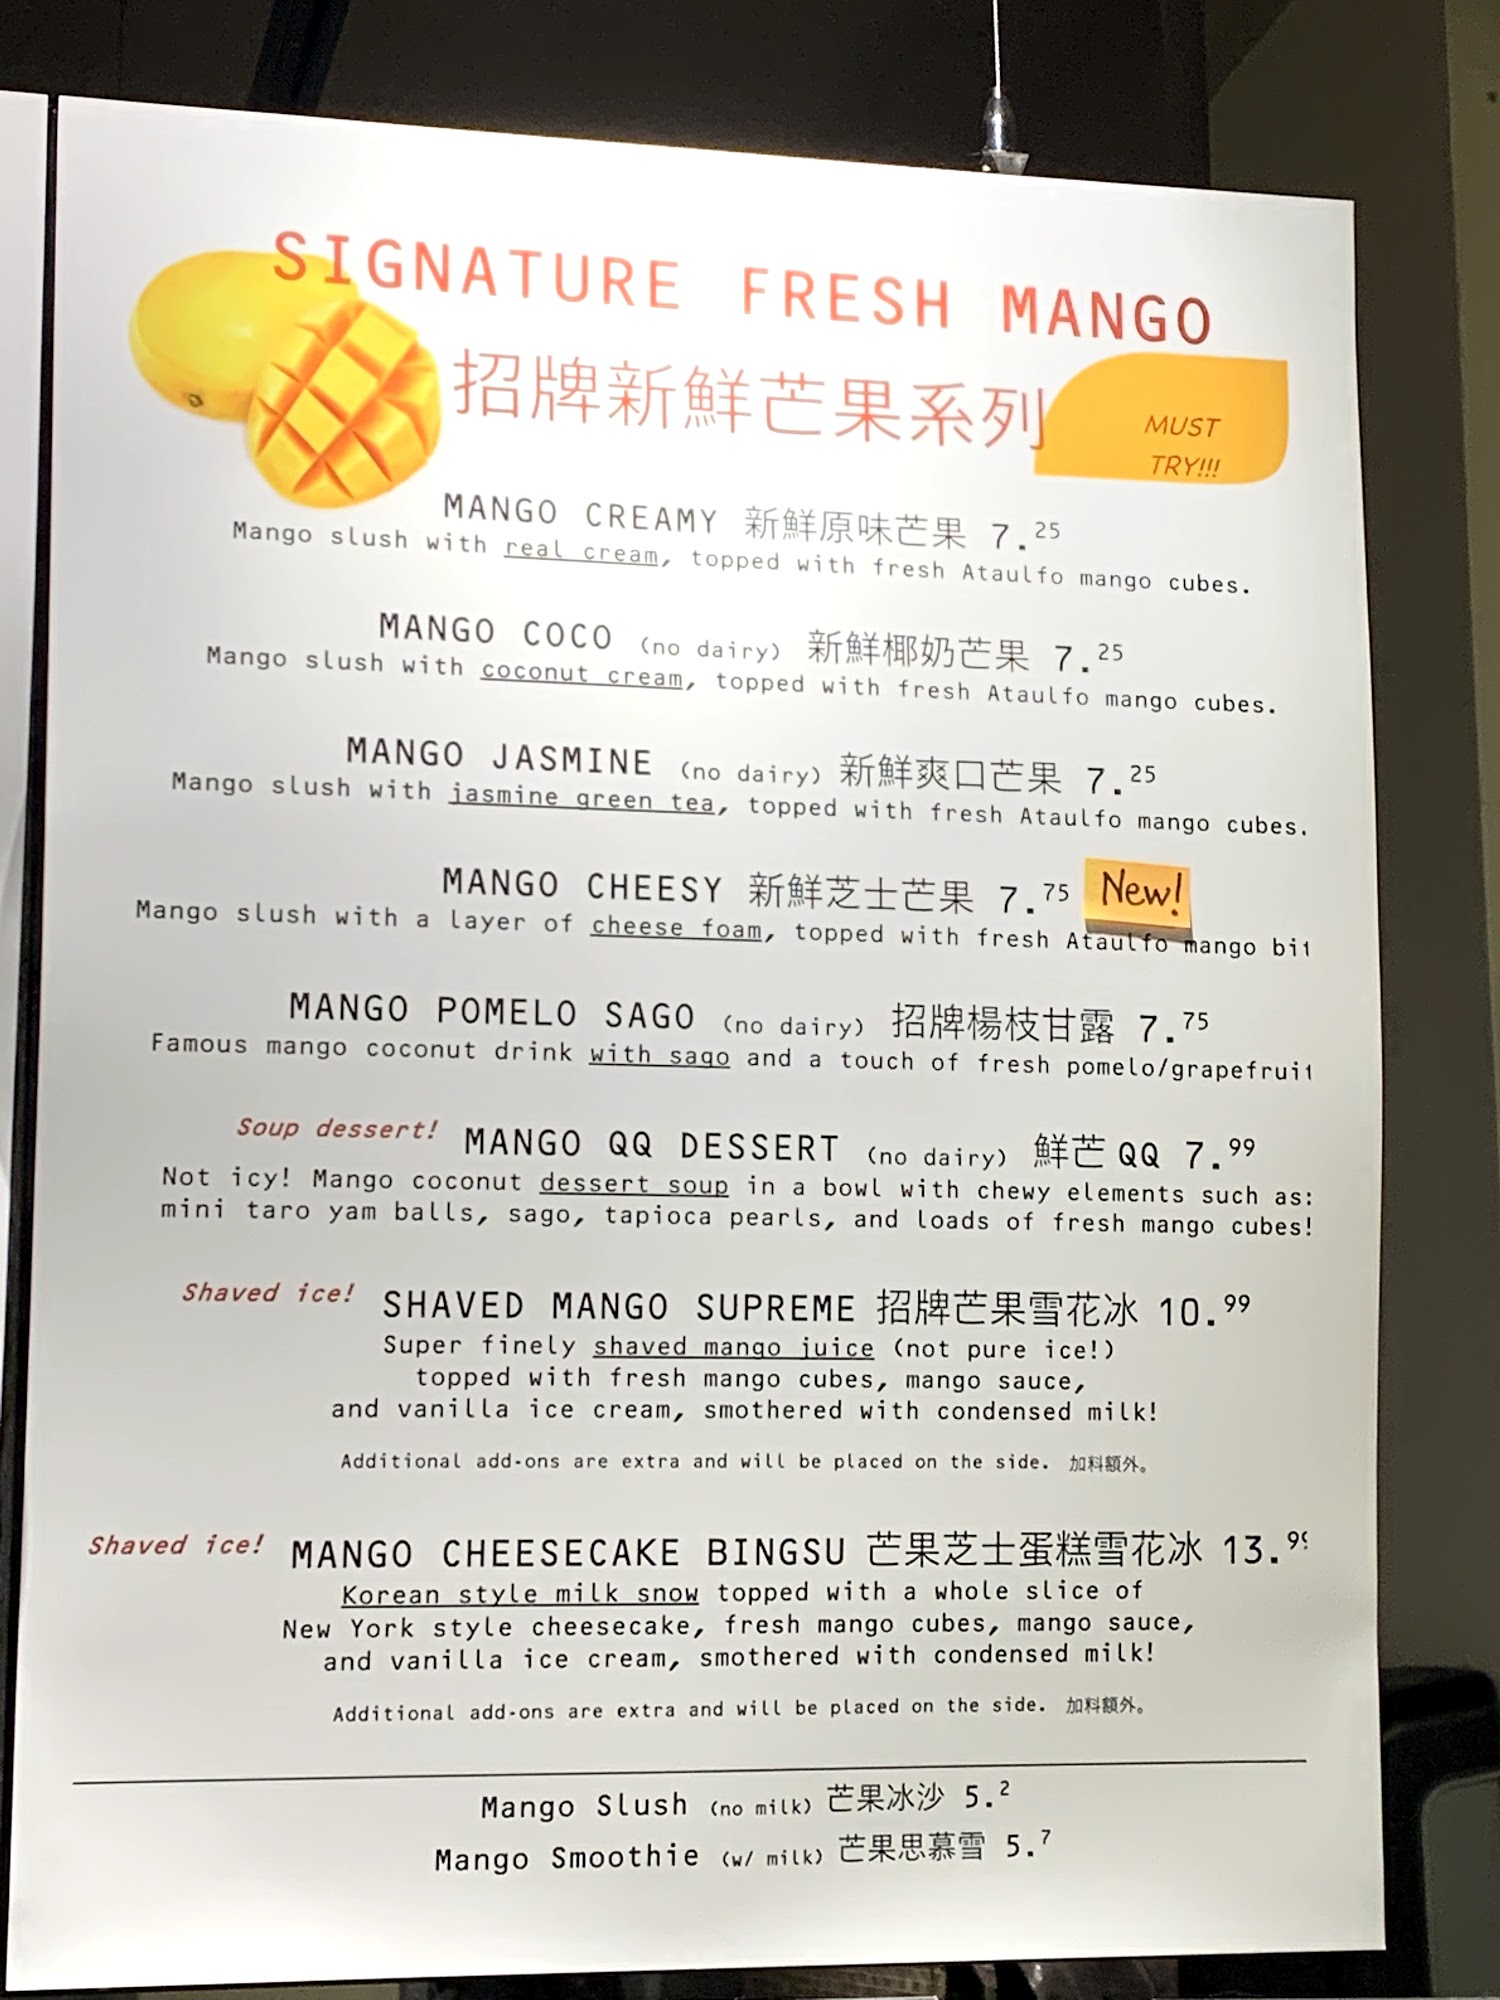 SIGNATURE FRESH MANGO
招牌新鮮芒果系列
MUST
TRY!!!
MANGO CREAMY 新鮮原味芒果 7.25
Mango slush with real cream, topped with fresh Ataulfo mango cubes.
MANGO COCO (no dairy) 新鮮椰奶芒果 7.25
Mango slush with coconut cream, topped with fresh Ataulfo mango cubes.
MANGO JASMINE (no dairy) 新鮮爽口芒果 7.25
Mango slush with jasmine green tea, topped with fresh Ataulfo mango cubes.
MANGO CHEESY 新鮮芝士芒果 7.75 New!
Mango slush with a layer of cheese foam, topped with fresh Ataulfo mango bit
MANGO POMELO SAGO (no dairy) 招牌楊枝甘露 7.75
Famous mango coconut drink with sago and a touch of fresh pomelo/grapefruit
Soup dessert! MANGO QQ DESSERT (no dairy) 鮮芒QQ 7.99
Not icy! Mango coconut dessert soup in a bowl with chewy elements such as:
mini taro yam balls, sago, tapioca pearls, and loads of fresh mango cubes!
Shaved ice! SHAVED MANGO SUPREME 招牌芒果雪花冰 10.99
Super finely shaved mango juice (not pure ice!)
topped with fresh mango cubes, mango sauce,
and vanilla ice cream, smothered with condensed milk!
Additional add-ons are extra and will be placed on the side. 加料額外。
Shaved ice! MANGO CHEESECAKE BINGSU 芒果芝士蛋糕雪花冰 13.99
Korean style milk snow topped with a whole slice of
New York style cheesecake, fresh mango cubes, mango sauce,
and vanilla ice cream, smothered with condensed milk!
Additional add-ons are extra and will be placed on the side. 加料額外。
Mango Slush (no milk) 芒果冰沙 5.2
Mango Smoothie (w/ milk) 芒果思慕雪 5.7